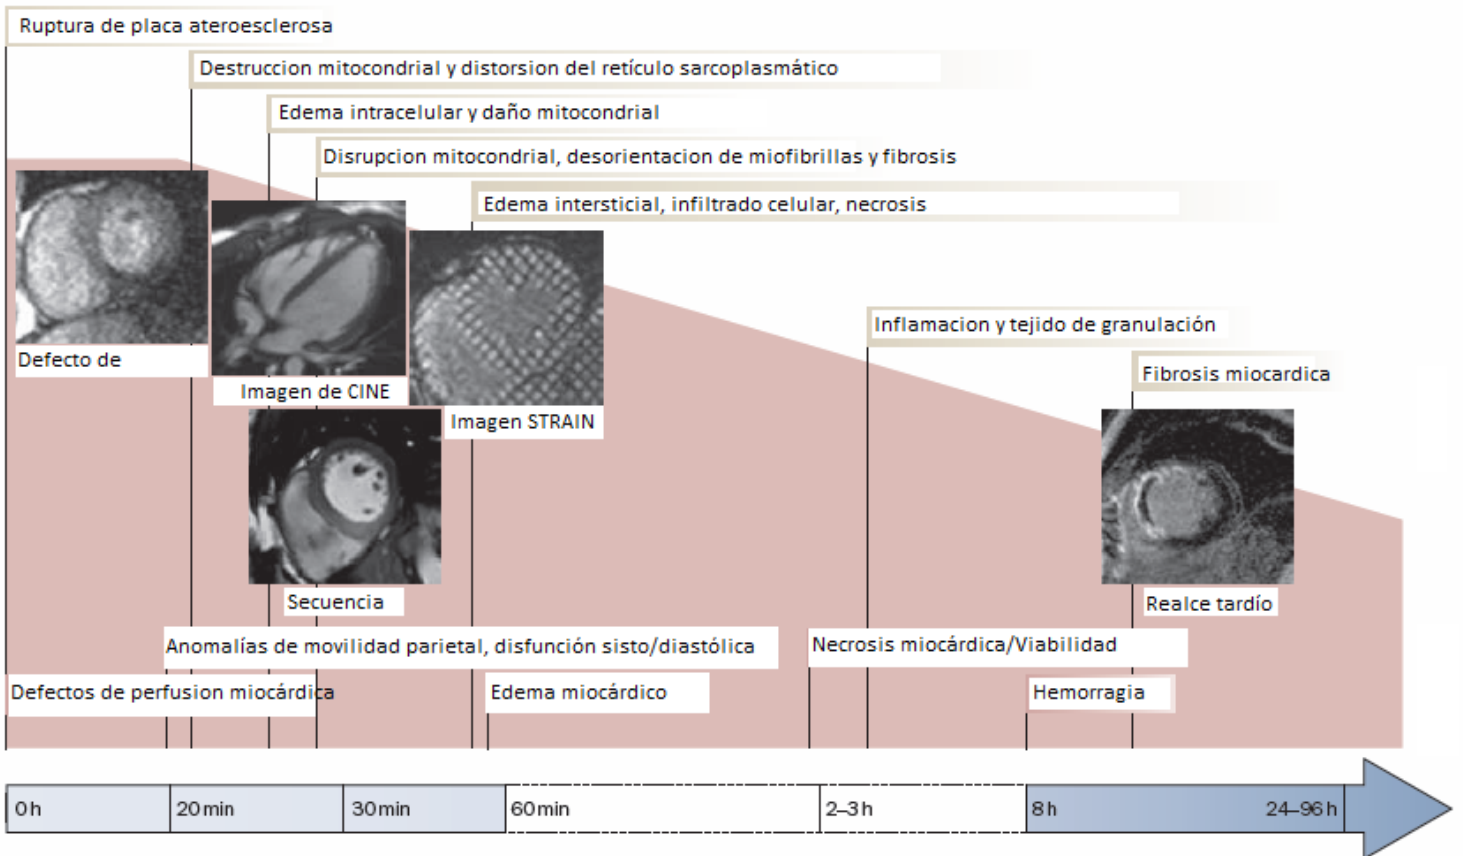 Ruptura de placa ateroesclerosa
Destruccion mitocondrial y distorsion del retículo sarcoplasmático
Edema intracelular y daño mitocondrial
Disrupcion mitocondrial, desorientacion de miofibrillas y fibrosis
Edema intersticial, infiltrado celular, necrosis
Inflamacion y tejido de granulación
Fibrosis miocardica
Defecto de
Imagen de CINE
Imagen STRAIN
Secuencia
Realce tardío
Anomalías de movilidad parietal, disfunción sisto/diastólica
Necrosis miocárdica/Viabilidad
Defectos de perfusion miocárdica
Edema miocárdico
Hemorragia
0h 20min 30min 60min 2–3h 8h 24–96h